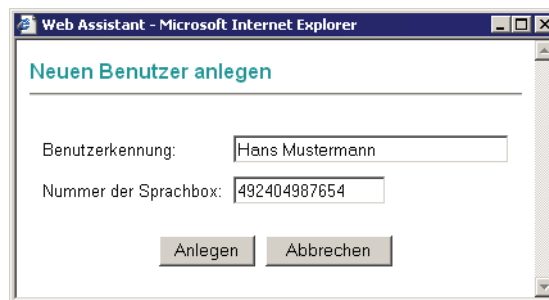 Web Assistant - Microsoft Internet Explorer
Neuen Benutzer anlegen
Benutzerkennung: Hans Mustermann
Nummer der Sprachbox: 492404987654
Anlegen Abbrechen